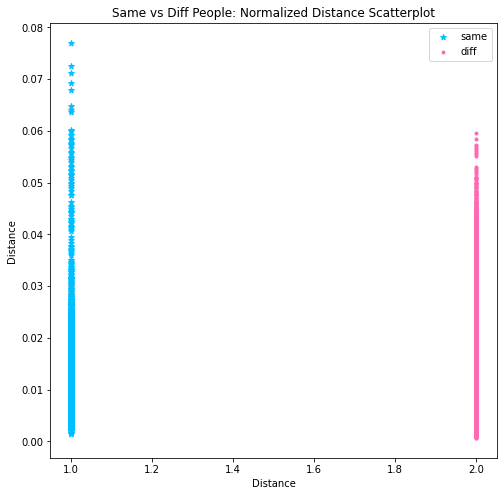 Same vs Diff People: Normalized Distance Scatterplot
same
diff
0.08
0.07
0.06
0.05
0.04
0.03
0.02
0.01
0.00
Distance
1.0 1.2 1.4 1.6 1.8 2.0
Distance